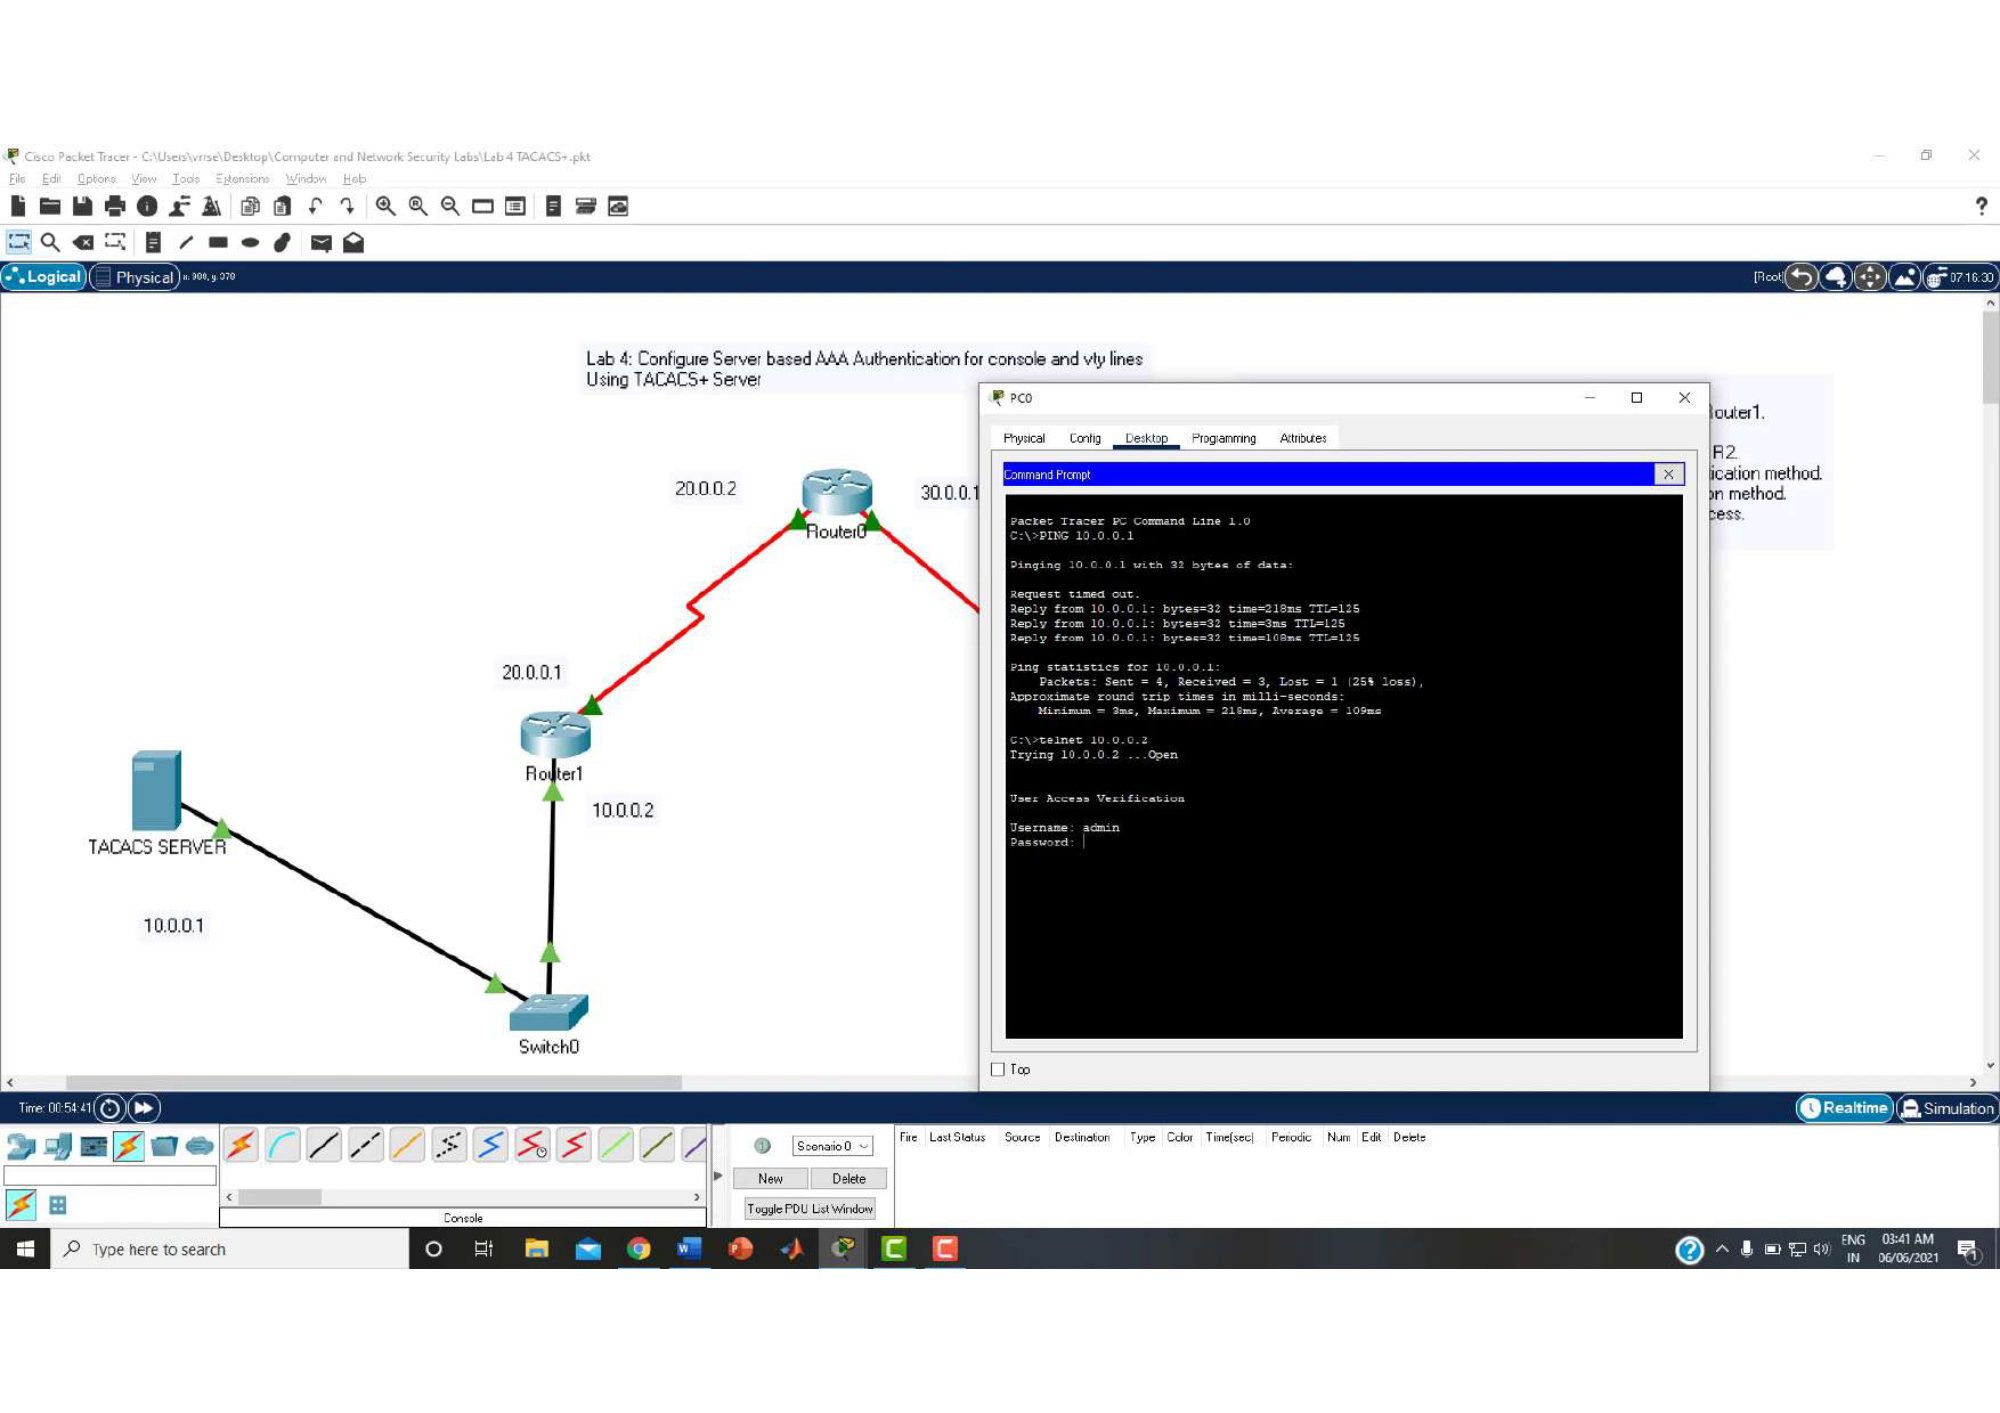 Cisco Packet Tracer - C:\Users\vrrse\Desktop\Computer and Network Security Labs\Lab 4 TACACS+.pkt
File Edit Options View Tools Extensions Window Help
Logical Physical x: 900, y: 370
[Root] 07:16:30
Lab 4: Configure Server based AAA Authentication for console and vty lines
Using TACACS+ Server
outer1.
R2.
ication method.
on method.
cess.
20.0.0.2
30.0.0.1
Router0
20.0.0.1
Router1
10.0.0.2
TACACS SERVER
10.0.0.1
Switch0
PC0
Physical Config Desktop Programming Attributes
Command Prompt
Packet Tracer PC Command Line 1.0
C:\>PING 10.0.0.1
Pinging 10.0.0.1 with 32 bytes of data:
Request timed out.
Reply from 10.0.0.1: bytes=32 time=218ms TTL=125
Reply from 10.0.0.1: bytes=32 time=3ms TTL=125
Reply from 10.0.0.1: bytes=32 time=108ms TTL=125
Ping statistics for 10.0.0.1:
Packets: Sent = 4, Received = 3, Lost = 1 (25% loss),
Approximate round trip times in milli-seconds:
Minimum = 3ms, Maximum = 218ms, Average = 109ms
C:\>telnet 10.0.0.2
Trying 10.0.0.2 ...Open
User Access Verification
Username: admin
Password:
Top
Time: 00:54:41
Realtime Simulation
Scenario 0
New Delete
Toggle PDU List Window
Fire Last Status Source Destination Type Color Time(sec) Periodic Num Edit Delete
Console
Type here to search
ENG
IN
03:41 AM
06/06/2021